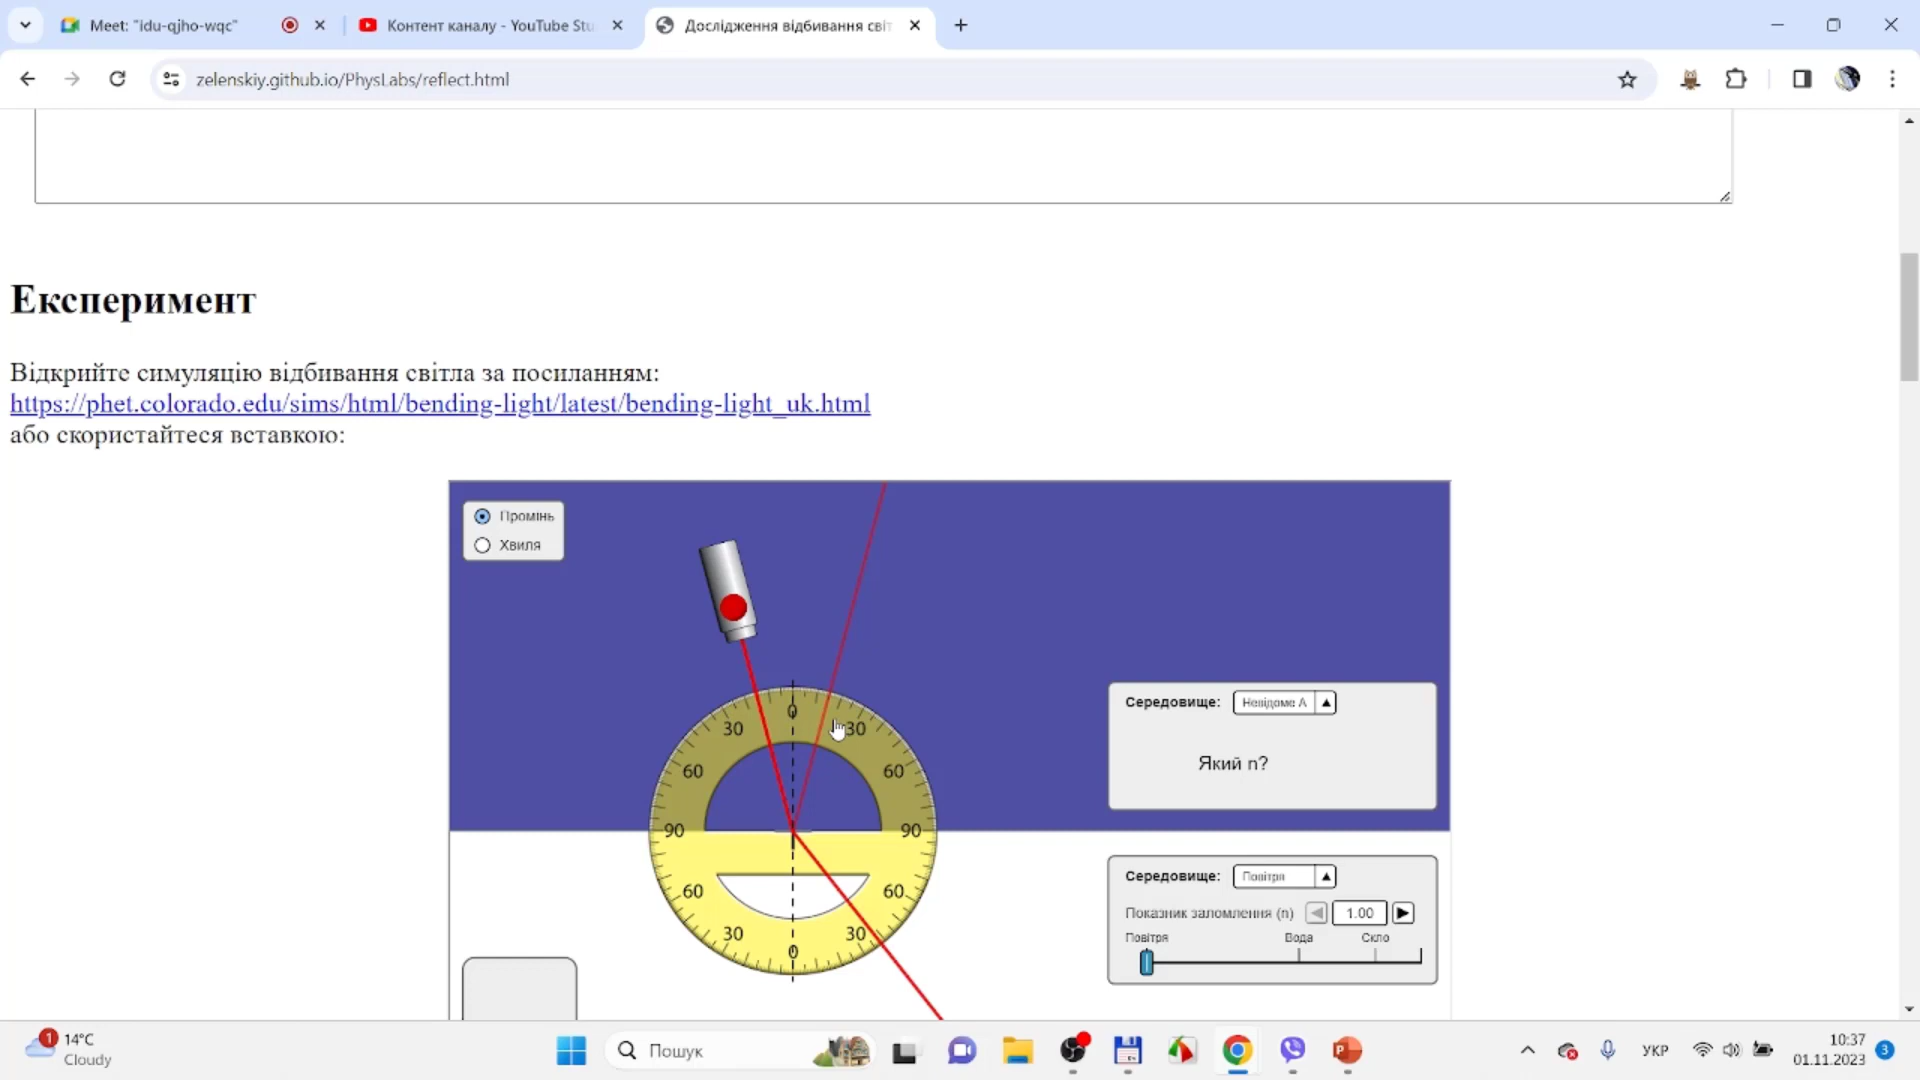 Meet: "idu-qjho-wqc"
Контент каналу - YouTube Stu
Дослідження відбивання світ
zelenskiy.github.io/PhysLabs/reflect.html
Експеримент
Відкрийте симуляцію відбивання світла за посиланням:
https://phet.colorado.edu/sims/html/bending-light/latest/bending-light_uk.html
або скористайтеся вставкою:
Промінь
Хвиля
0
30
30
60
60
90
90
60
60
30
30
0
Середовище: Невідоме A
Який n?
Середовище: Повітря
Показник заломлення (n) 1.00
Повітря Вода Скло
1
14°C
Cloudy
Пошук
УКР
10:37
01.11.2023
3